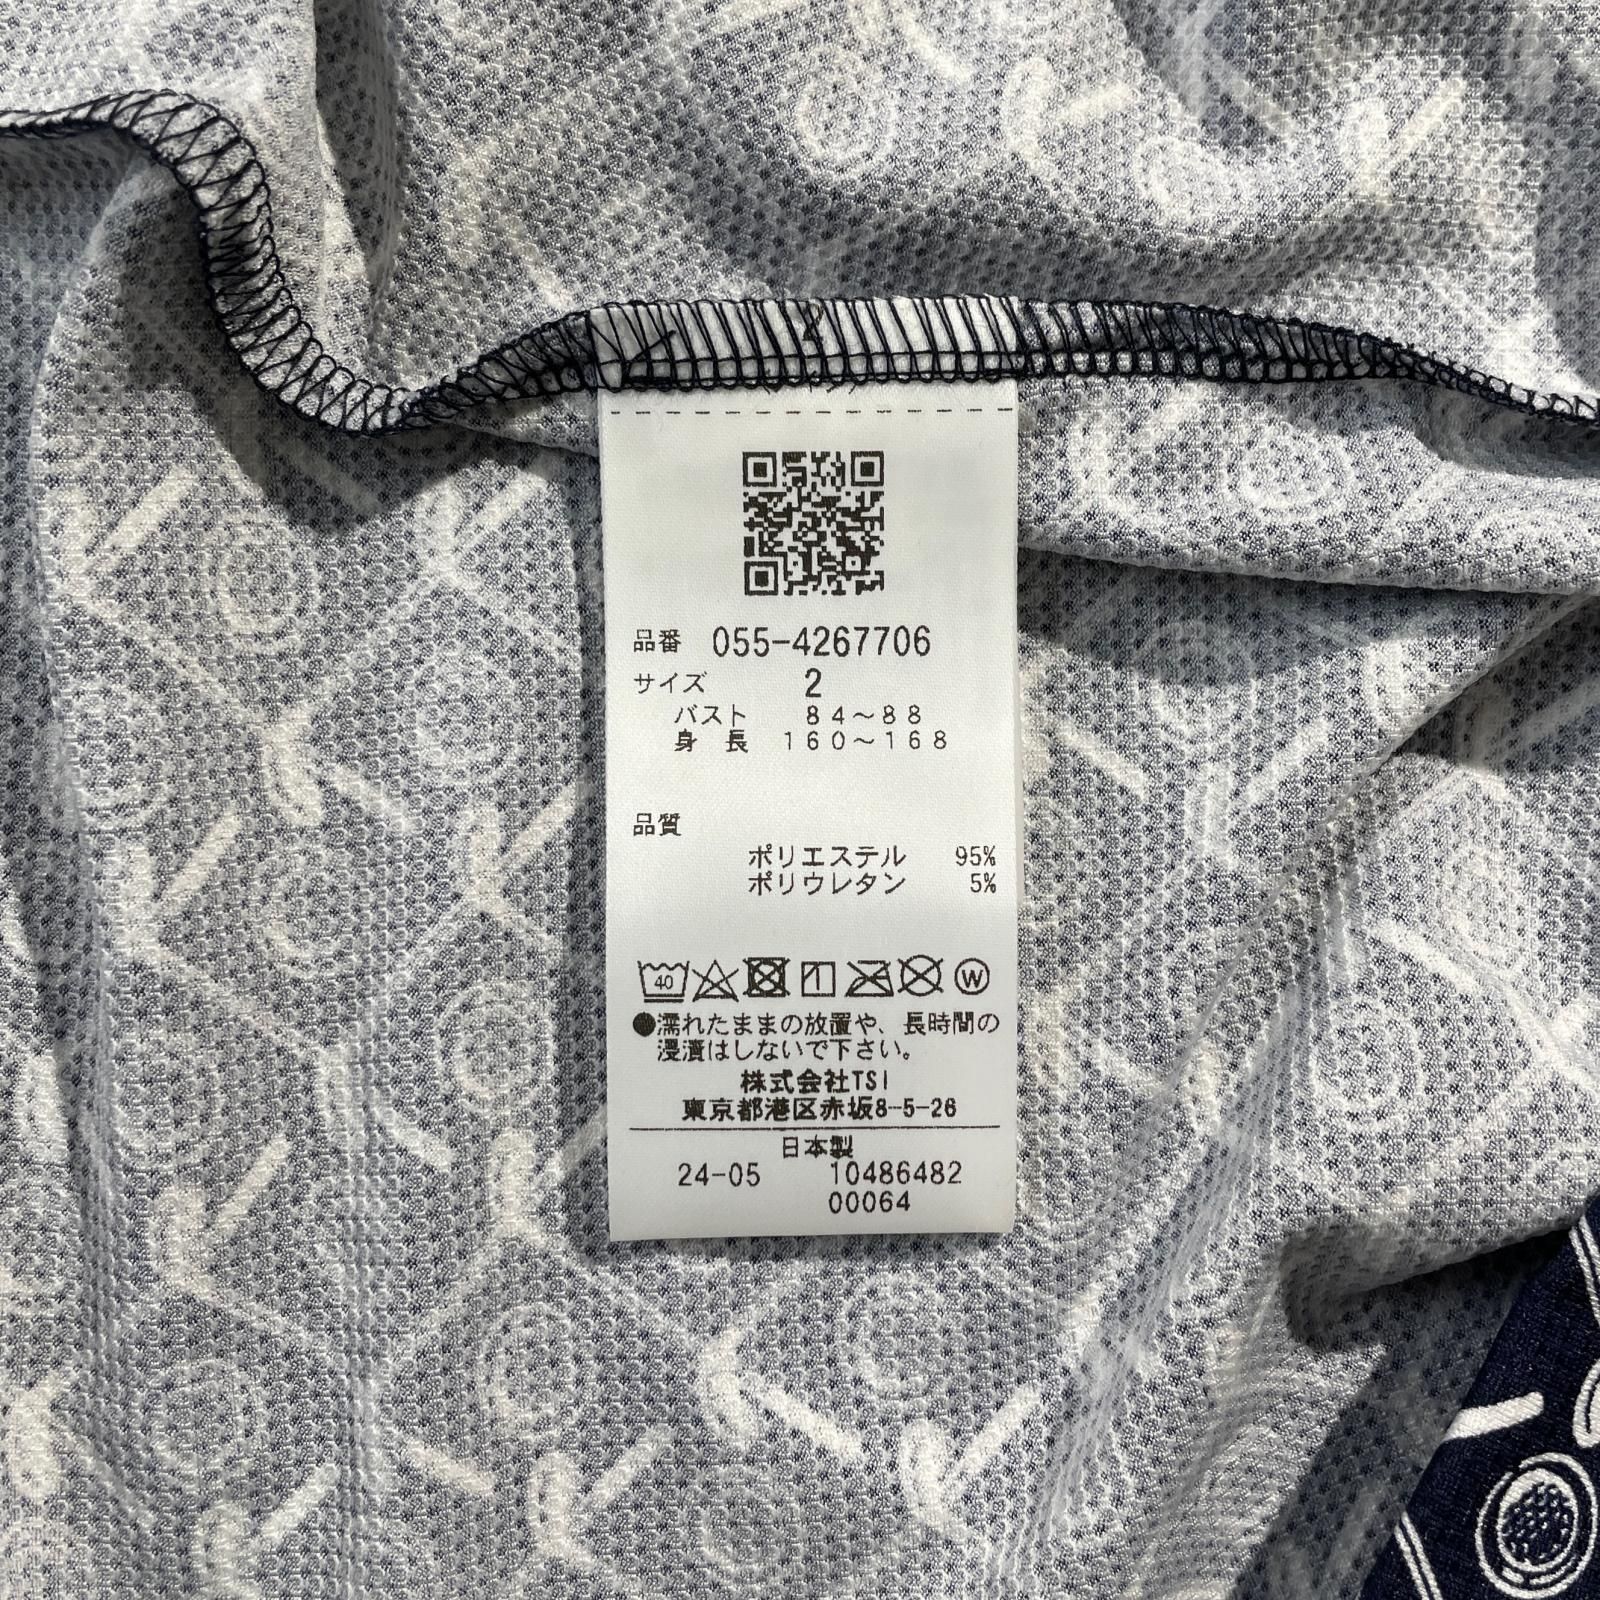 品番 055-4267706
サイズ 2
バスト 84~88
身 長 160~168
品質
ポリエステル 95%
ポリウレタン 5%
40 W
●濡れたままの放置や、長時間の
浸漬はしないで下さい。
株式会社TSI
東京都港区赤坂8-5-26
日本製
24-05 10486482
00064